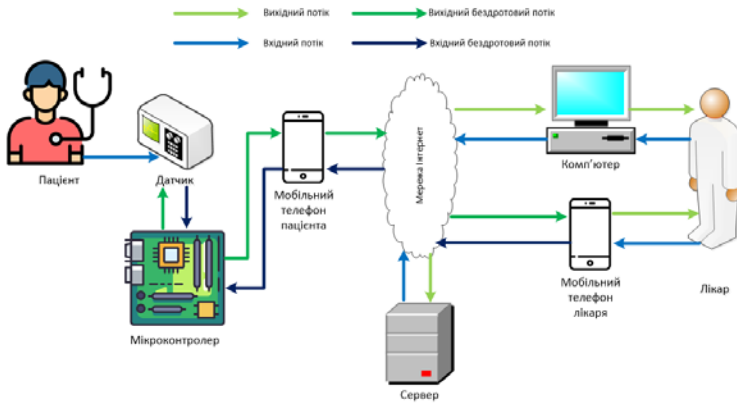 Вихідний потік
Вихідний бездротовий потік
Вхідний потік
Вхідний бездротовий потік
Пацієнт
Датчик
Мобільний
телефон
пацієнта
Мережа Інтернет
Комп’ютер
Мобільний
телефон
лікаря
Лікар
Мікроконтролер
Сервер